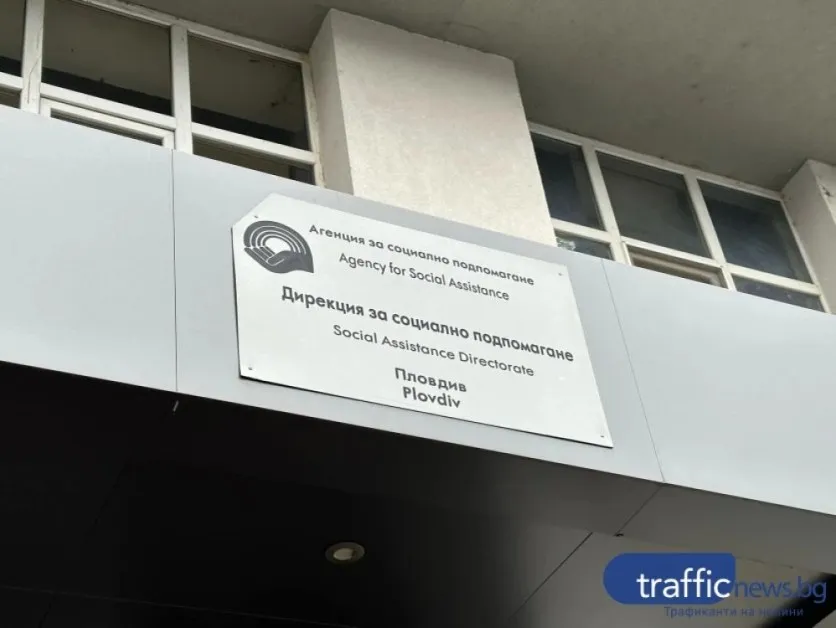 Агенция за социално подпомагане
Agency for Social Assistance
Дирекция за социално подпомагане
Social Assistance Directorate
Пловдив
Plovdiv
trafficnews.bg
Трафиканти на новини